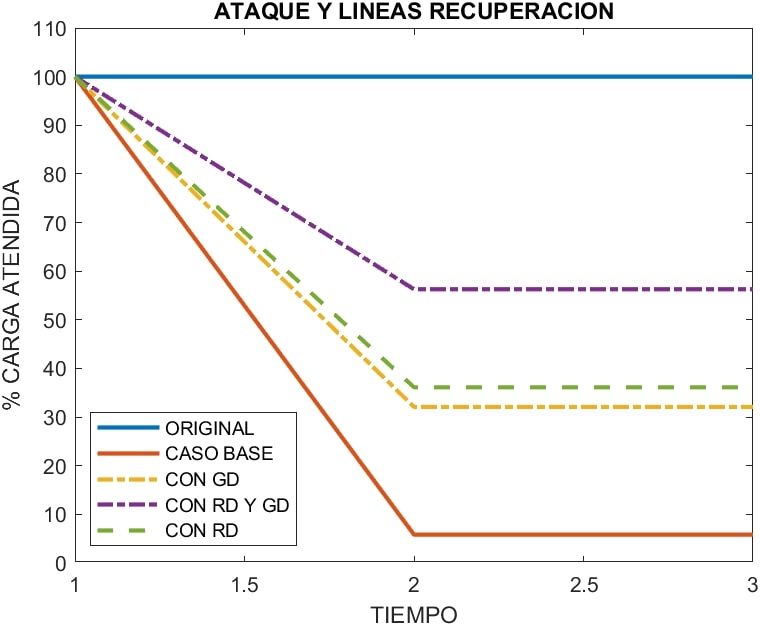 ATAQUE Y LINEAS RECUPERACION
110
100
90
80
70
60
50
40
30
20
10
0
% CARGA ATENDIDA
ORIGINAL
CASO BASE
CON GD
CON RD Y GD
CON RD
1
1.5
2
2.5
3
TIEMPO